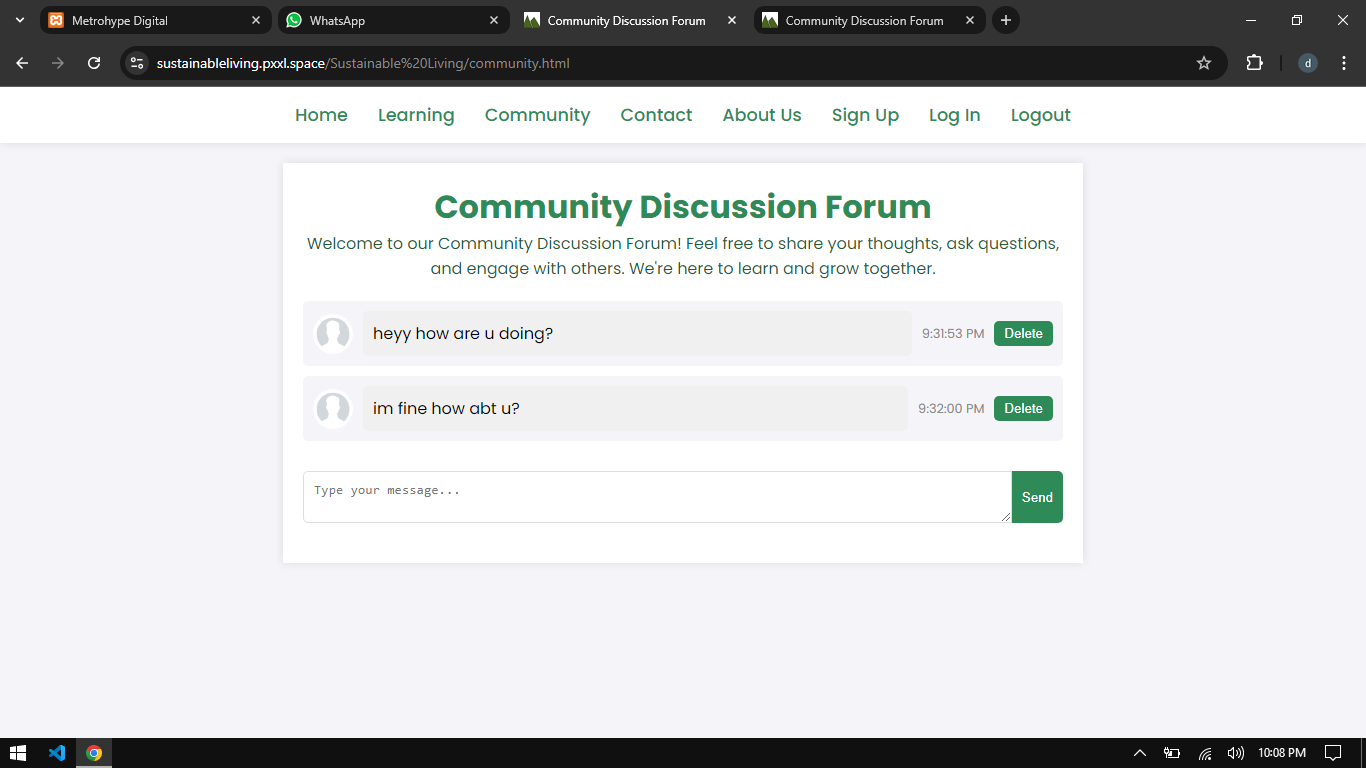 Metrohype Digital
WhatsApp
Community Discussion Forum
Community Discussion Forum
sustainableliving.pxxl.space/Sustainable%20Living/community.html
d
Home Learning Community Contact About Us Sign Up Log In Logout
Community Discussion Forum
Welcome to our Community Discussion Forum! Feel free to share your thoughts, ask questions,
and engage with others. We're here to learn and grow together.
heyy how are u doing? 9:31:53 PM Delete
im fine how abt u? 9:32:00 PM Delete
Type your message... Send
10:08 PM